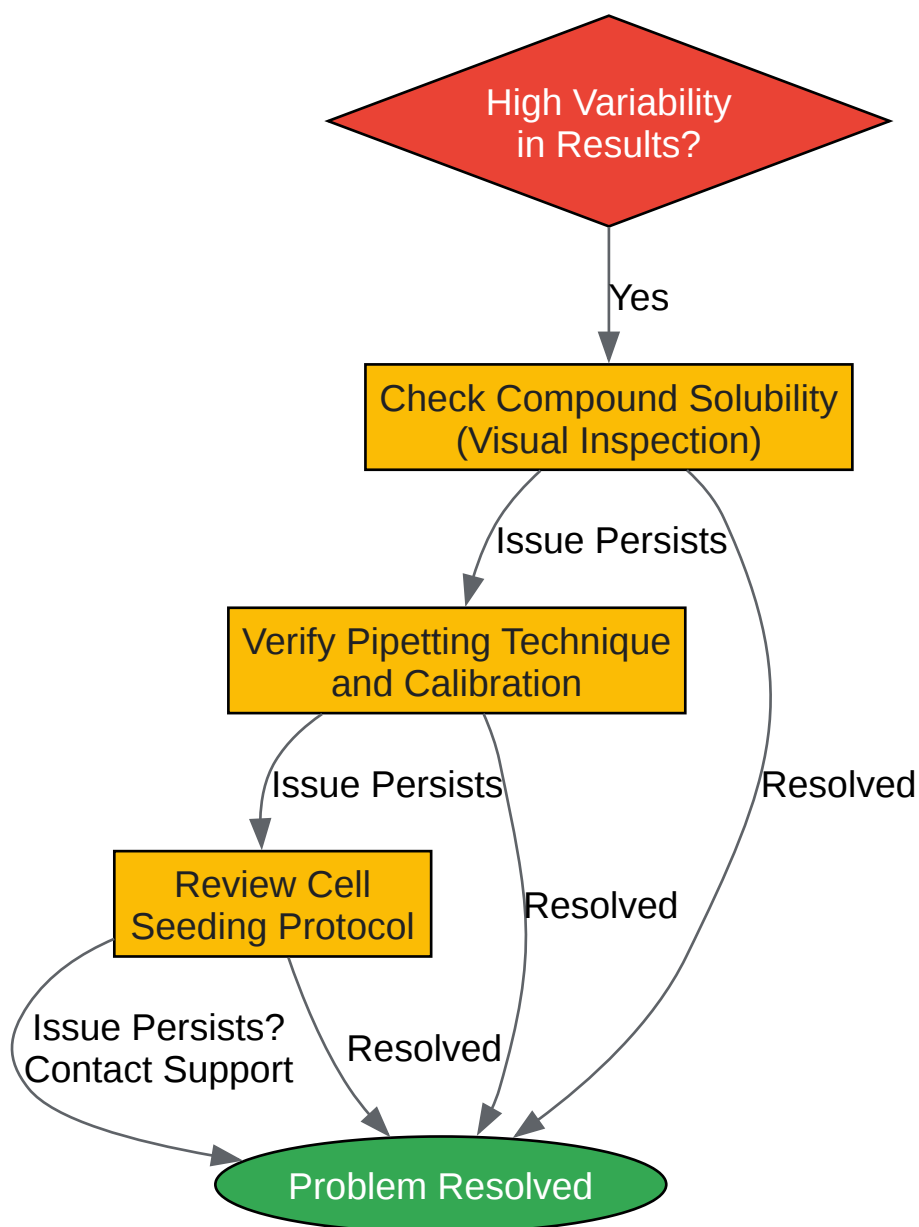 High Variability
in Results?
Yes
Check Compound Solubility
(Visual Inspection)
Issue Persists
Verify Pipetting Technique
and Calibration
Issue Persists
Resolved
Review Cell
Seeding Protocol
Resolved
Issue Persists?
Contact Support
Resolved
Problem Resolved